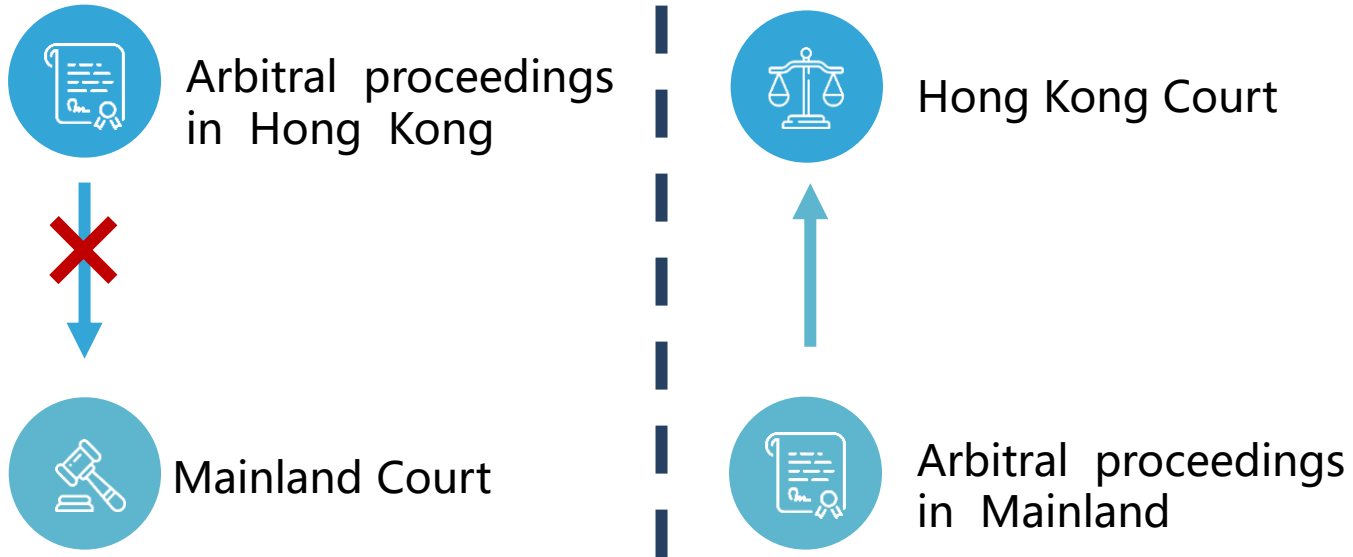 Arbitral proceedings
in Hong Kong
Mainland Court
Hong Kong Court
Arbitral proceedings
in Mainland